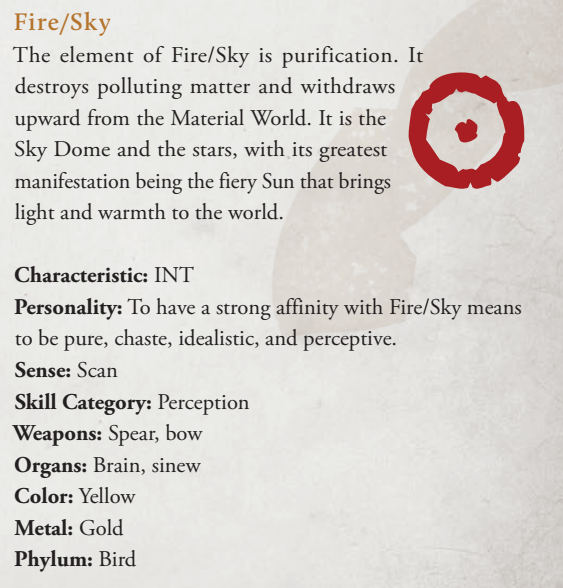 Fire/Sky
The element of Fire/Sky is purification. It
destroys polluting matter and withdraws
upward from the Material World. It is the
Sky Dome and the stars, with its greatest
manifestation being the fiery Sun that brings
light and warmth to the world.
Characteristic: INT
Personality: To have a strong affinity with Fire/Sky means
to be pure, chaste, idealistic, and perceptive.
Sense: Scan
Skill Category: Perception
Weapons: Spear, bow
Organs: Brain, sinew
Color: Yellow
Metal: Gold
Phylum: Bird